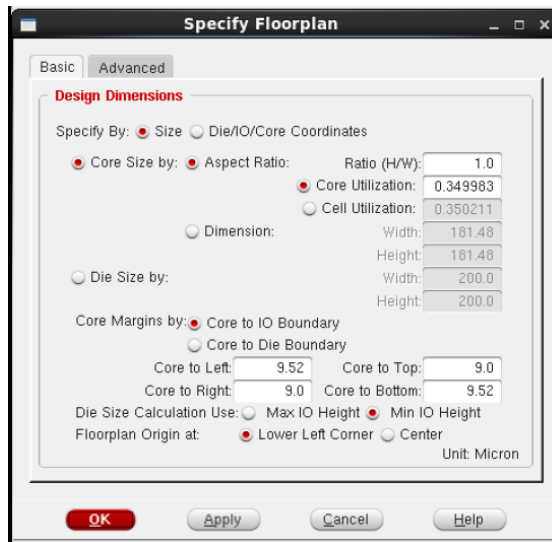 Specify Floorplan
Basic Advanced
Design Dimensions
Specify By: Size Die/IO/Core Coordinates
Core Size by: Aspect Ratio: Ratio (H/W): 1.0
Core Utilization: 0.349983
Cell Utilization: 0.350211
Dimension: Width: 181.48
Height: 181.48
Die Size by: Width: 200.0
Height: 200.0
Core Margins by: Core to IO Boundary
Core to Die Boundary
Core to Left: 9.52 Core to Top: 9.0
Core to Right: 9.0 Core to Bottom: 9.52
Die Size Calculation Use: Max IO Height Min IO Height
Floorplan Origin at: Lower Left Corner Center
Unit: Micron
OK Apply Cancel Help